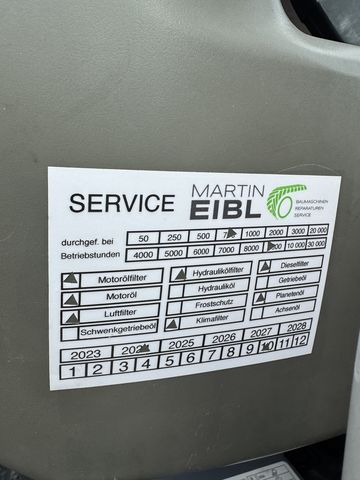 SERVICE MARTIN EIBL
BAUMASCHINEN
REPARATUREN
SERVICE
durchgef. bei 50 250 500 1000 2000 3000 20 000
Betriebstunden 4000 5000 6000 7000 8000 10 000 30 000
Motorölfilter Hydraulikölfilter Dieselfilter
Motoröl Hydrauliköl Getriebeöl
Luftfilter Frostschutz Planetenöl
Schwenkgetriebeöl Klimafilter Achsenöl
2023 2024 2025 2026 2027 2028
1 2 3 4 5 6 7 8 9 10 11 12